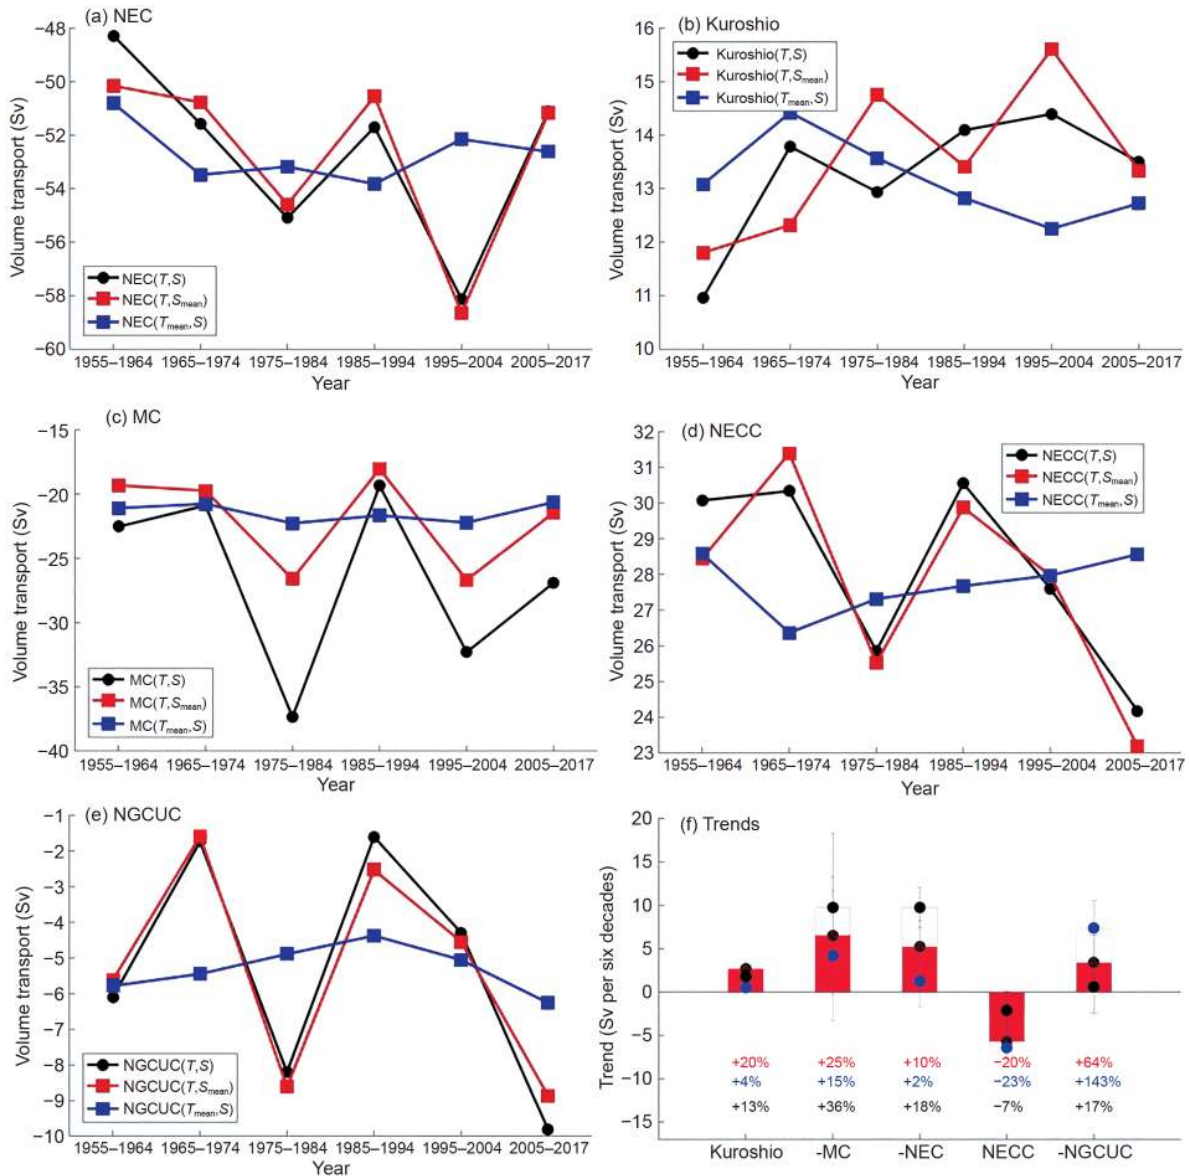 (a) NEC
−48
−50
−52
−54
−56
−58
−60
Volume transport (Sv)
NEC(T,S)
NEC(T,Smean)
NEC(Tmean,S)
1955−1964 1965−1974 1975−1984 1985−1994 1995−2004 2005−2017
Year
(b) Kuroshio
16
15
14
13
12
11
10
Volume transport (Sv)
Kuroshio(T,S)
Kuroshio(T,Smean)
Kuroshio(Tmean,S)
1955−1964 1965−1974 1975−1984 1985−1994 1995−2004 2005−2017
Year
(c) MC
−15
−20
−25
−30
−35
−40
Volume transport (Sv)
MC(T,S)
MC(T,Smean)
MC(Tmean,S)
1955−1964 1965−1974 1975−1984 1985−1994 1995−2004 2005−2017
Year
(d) NECC
32
31
30
29
28
27
26
25
24
23
Volume transport (Sv)
NECC(T,S)
NECC(T,Smean)
NECC(Tmean,S)
1955−1964 1965−1974 1975−1984 1985−1994 1995−2004 2005−2017
Year
(e) NGCUC
−1
−2
−3
−4
−5
−6
−7
−8
−9
−10
Volume transport (Sv)
NGCUC(T,S)
NGCUC(T,Smean)
NGCUC(Tmean,S)
1955−1964 1965−1974 1975−1984 1985−1994 1995−2004 2005−2017
Year
(f) Trends
20
15
10
5
0
−5
−10
−15
Trend (Sv per six decades)
+20% +25% +10% −20% +64%
+4% +15% +2% −23% +143%
+13% +36% +18% −7% +17%
Kuroshio -MC -NEC NECC -NGCUC